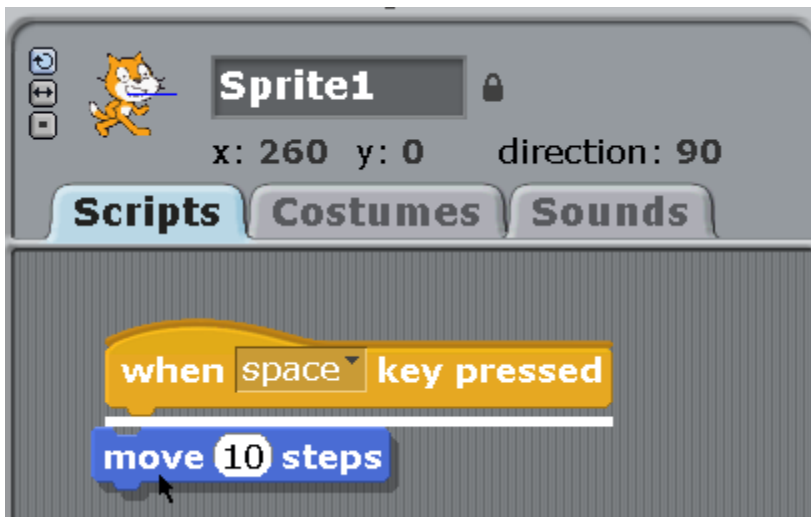 Sprite1
x: 260 y: 0 direction: 90
Scripts Costumes Sounds
when space key pressed
move 10 steps